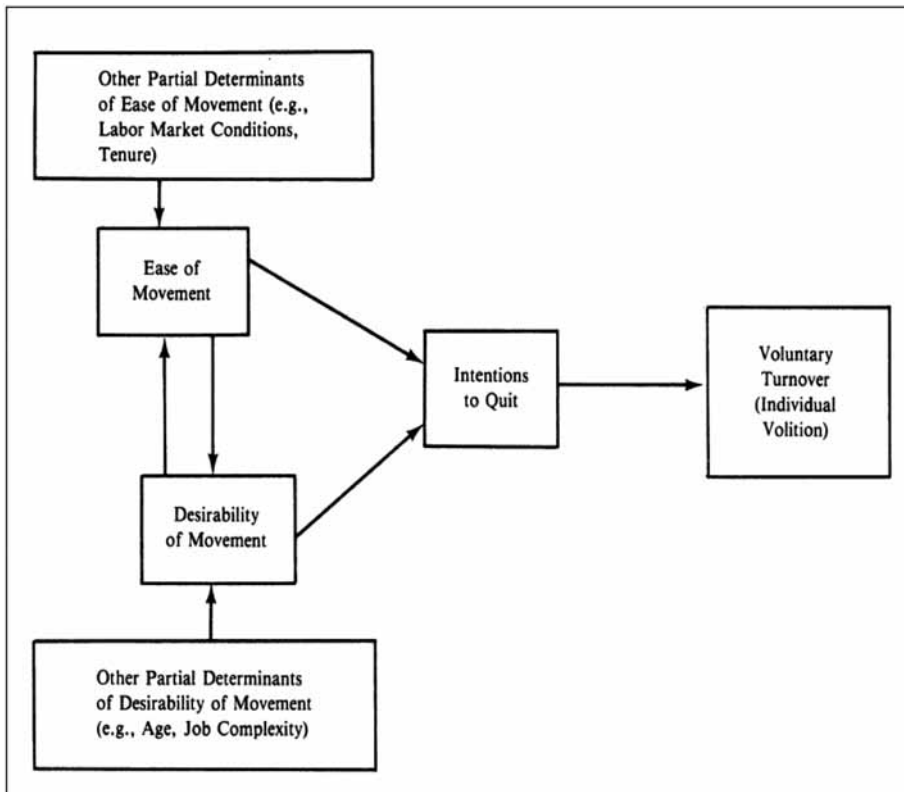 Other Partial Determinants
of Ease of Movement (e.g.,
Labor Market Conditions,
Tenure)
Ease of
Movement
Intentions
to Quit
Voluntary
Turnover
(Individual
Volition)
Desirability
of Movement
Other Partial Determinants
of Desirability of Movement
(e.g., Age, Job Complexity)